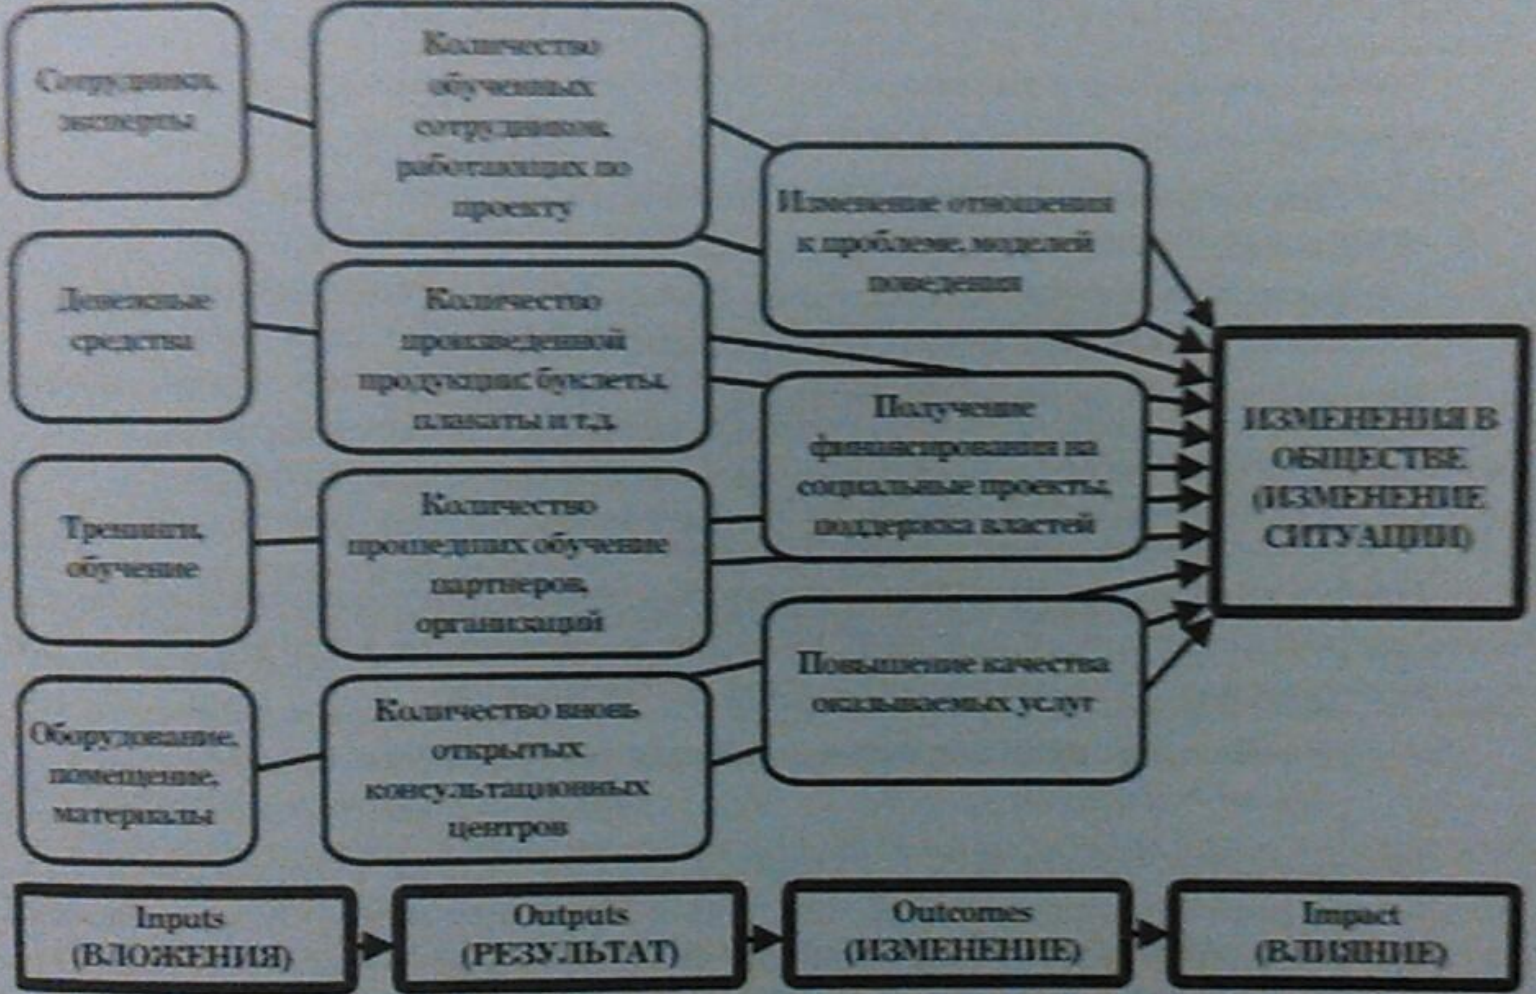 Сотрудники,
эксперты
Количество
обученных
сотрудников,
работающих по
проекту
Изменение отношения
к проблеме, моделей
поведения
Денежные
средства
Количество
произведенной
продукции: буклеты,
плакаты и т.д.
Получение
финансирования на
социальные проекты,
поддержка властей
ИЗМЕНЕНИЯ В
ОБЩЕСТВЕ
(ИЗМЕНЕНИЕ
СИТУАЦИИ)
Тренинги,
обучение
Количество
прошедших обучение
партнеров,
организаций
Повышение качества
оказываемых услуг
Оборудование,
помещение,
материалы
Количество вновь
открытых
консультационных
центров
Inputs
(ВЛОЖЕНИЯ)
Outputs
(РЕЗУЛЬТАТ)
Outcomes
(ИЗМЕНЕНИЕ)
Impact
(ВЛИЯНИЕ)